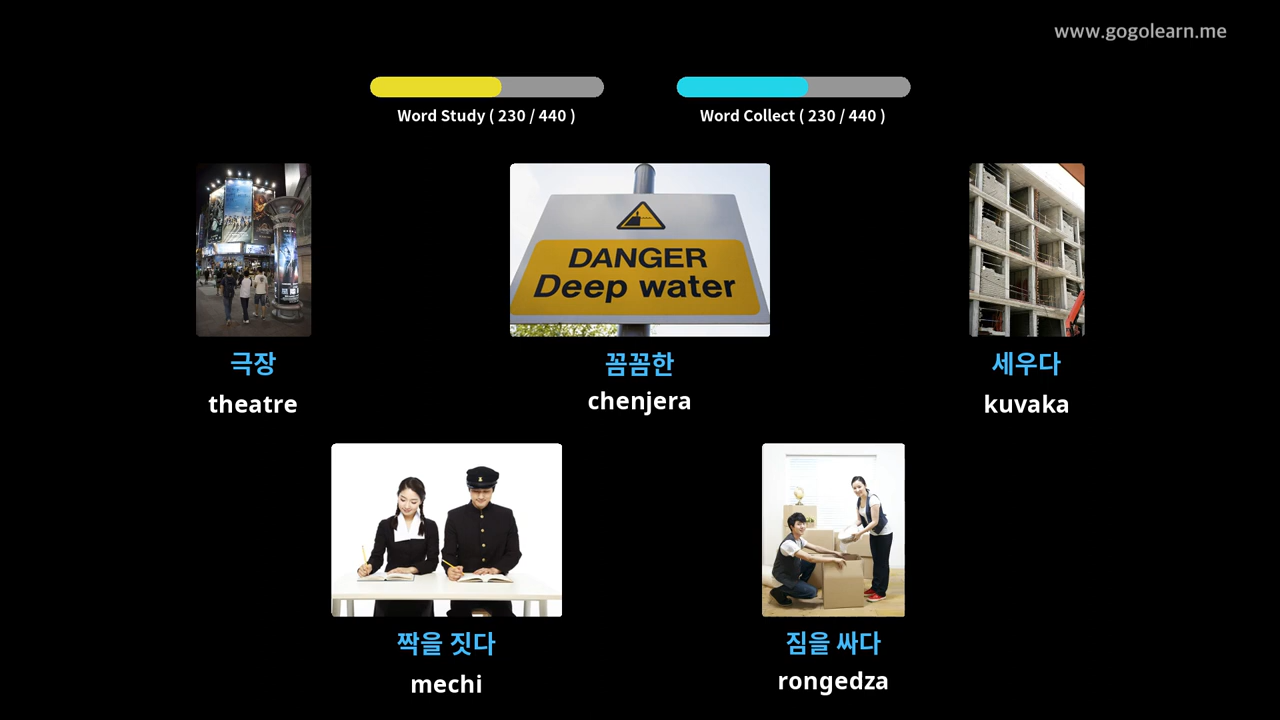 www.gogolearn.me
Word Study ( 230 / 440 )
Word Collect ( 230 / 440 )
DANGER
Deep water
극장
꼼꼼한
세우다
theatre
chenjera
kuvaka
짝을 짓다
짐을 싸다
mechi
rongedza